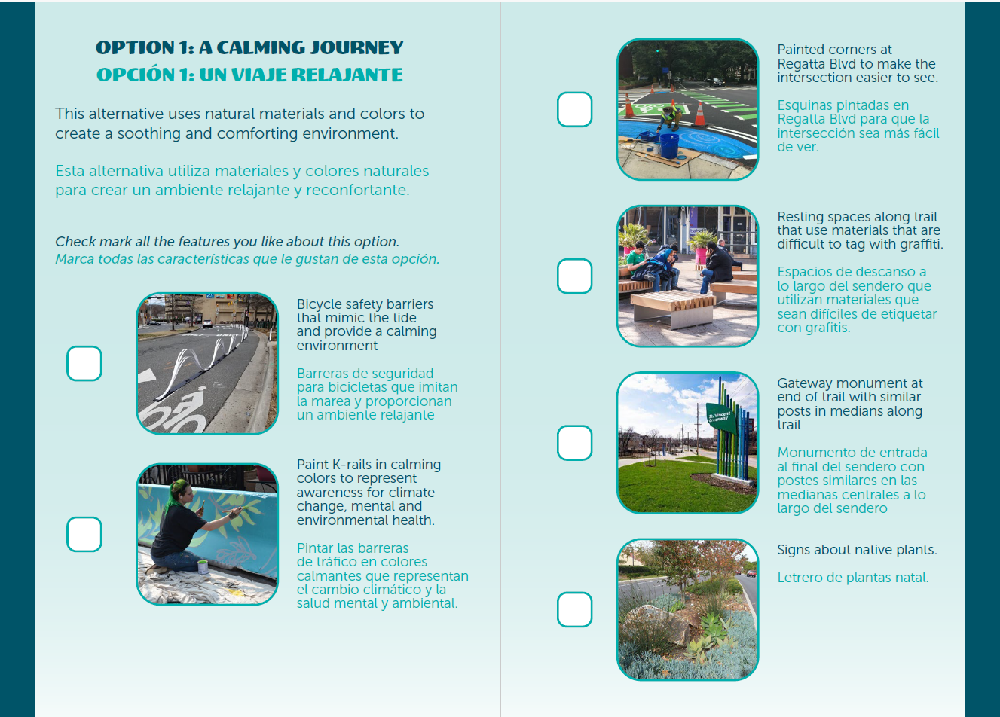 OPTION 1: A CALMING JOURNEY
OPCIÓN 1: UN VIAJE RELAJANTE
This alternative uses natural materials and colors to
create a soothing and comforting environment.
Esta alternativa utiliza materiales y colores naturales
para crear un ambiente relajante y reconfortante.
Check mark all the features you like about this option.
Marca todas las características que le gustan de esta opción.
Bicycle safety barriers
that mimic the tide
and provide a calming
environment
Barreras de seguridad
para bicicletas que imitan
la marea y proporcionan
un ambiente relajante
Paint K-rails in calming
colors to represent
awareness for climate
change, mental and
environmental health.
Pintar las barreras
de tráfico en colores
calmantes que representan
el cambio climático y la
salud mental y ambiental.
Painted corners at
Regatta Blvd to make the
intersection easier to see.
Esquinas pintadas en
Regatta Blvd para que la
intersección sea más fácil
de ver.
Resting spaces along trail
that use materials that are
difficult to tag with graffiti.
Espacios de descanso a
lo largo del sendero que
utilizan materiales que
sean difíciles de etiquetar
con grafitis.
St. Vincent
Greenway
Gateway monument at
end of trail with similar
posts in medians along
trail
Monumento de entrada
al final del sendero con
postes similares en las
medianas centrales a lo
largo del sendero
Signs about native plants.
Letrero de plantas natal.